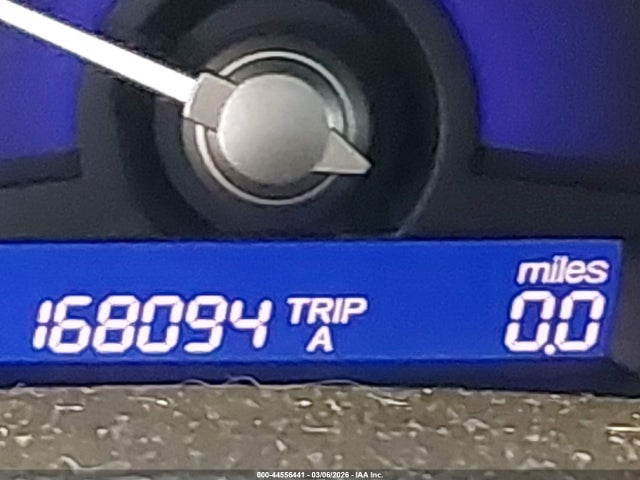 miles
168094 TRIP A 0.0
000-44556441 - 03/06/2026 - IAA Inc.